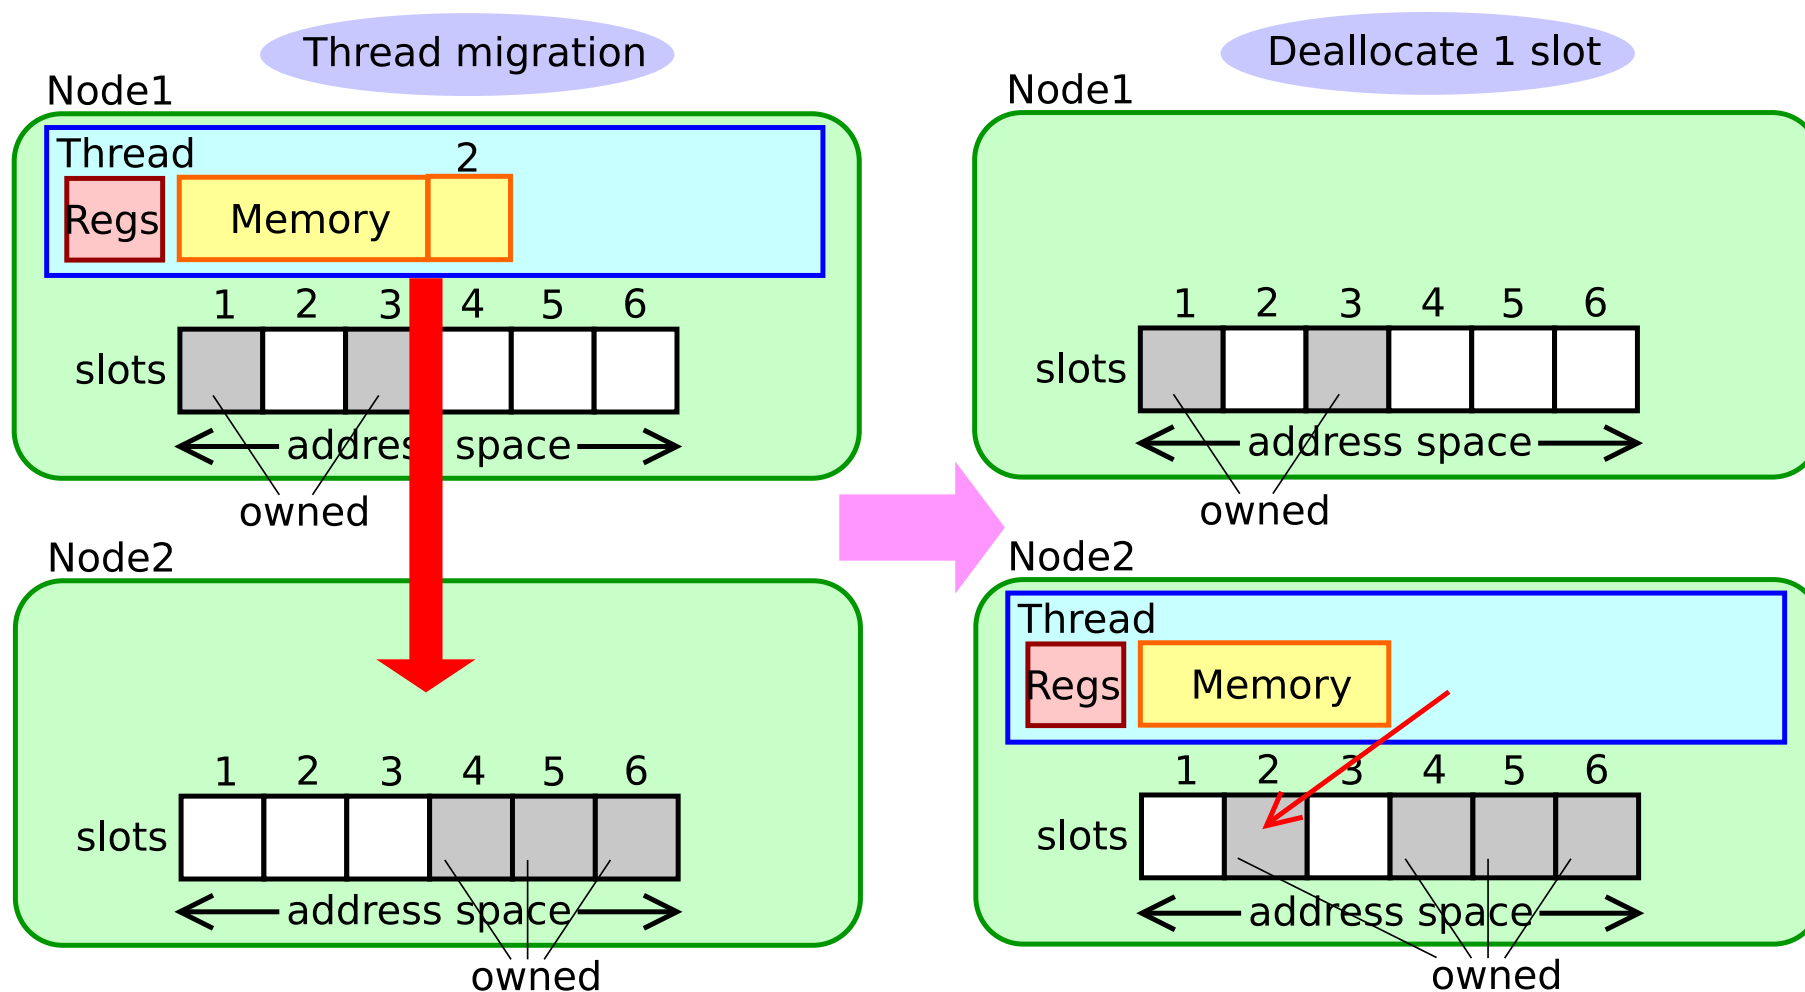 Thread migration
Node1
Thread
2
Regs
Memory
1 2 3 4 5 6
slots
address space
owned
Node2
1 2 3 4 5 6
slots
address space
owned
Deallocate 1 slot
Node1
1 2 3 4 5 6
slots
address space
owned
Node2
Thread
Regs
Memory
1 2 3 4 5 6
slots
address space
owned